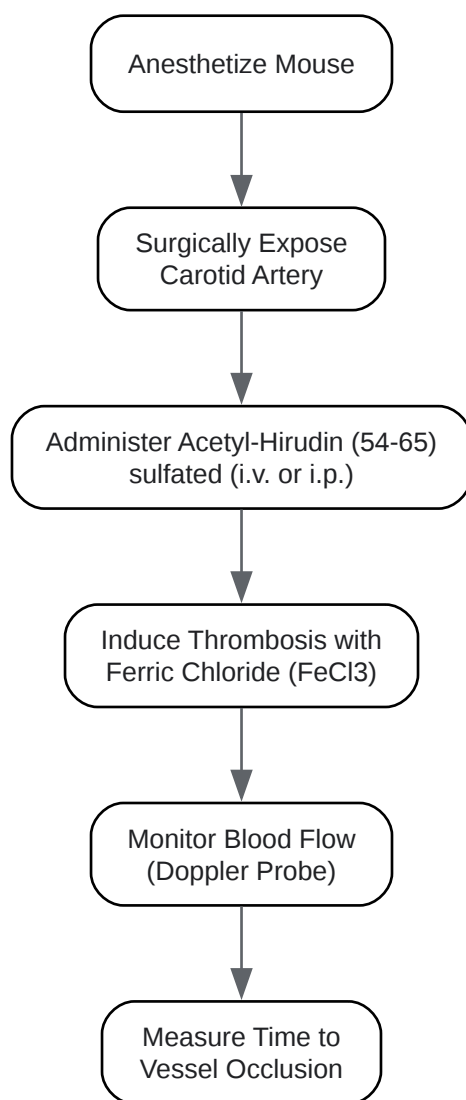 Anesthetize Mouse
Surgically Expose
Carotid Artery
Administer Acetyl-Hirudin (54-65)
sulfated (i.v. or i.p.)
Induce Thrombosis with
Ferric Chloride (FeCl3)
Monitor Blood Flow
(Doppler Probe)
Measure Time to
Vessel Occlusion